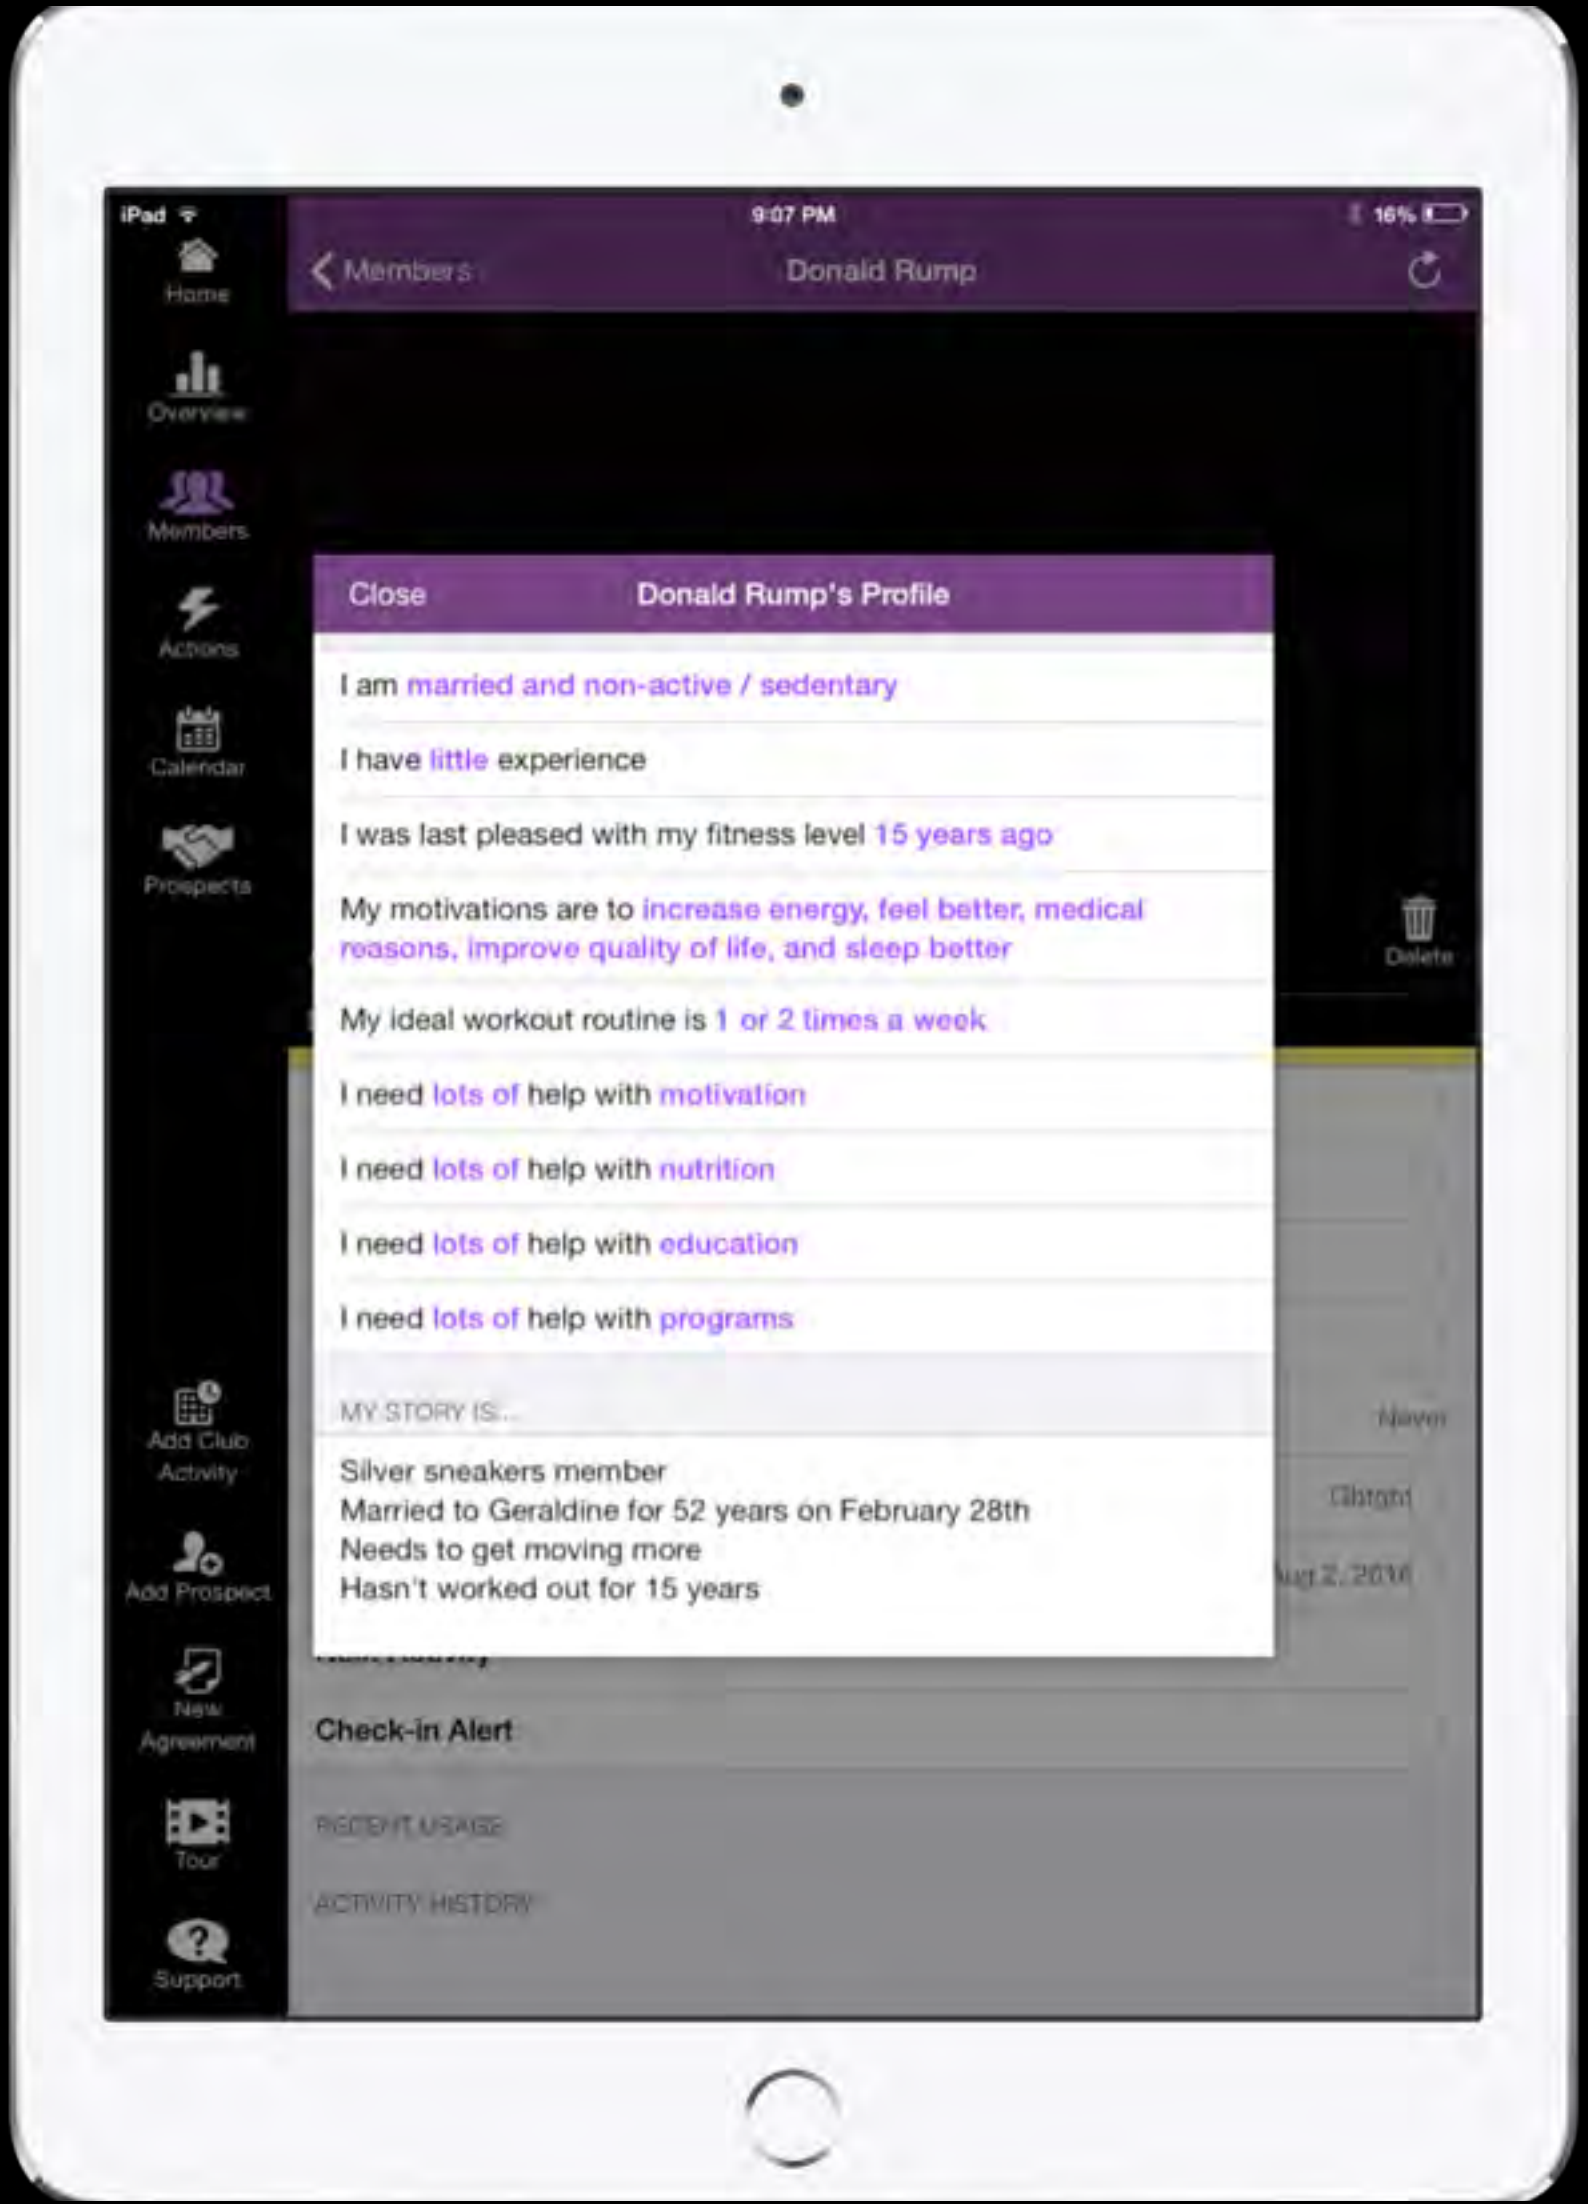 iPad
9:07 PM
16%
Home
Members
Donald Rump
Overview
Members
Actions
Calendar
Prospects
Delete
Close
Donald Rump's Profile
I am married and non-active / sedentary
I have little experience
I was last pleased with my fitness level 15 years ago
My motivations are to increase energy, feel better, medical
reasons, improve quality of life, and sleep better
My ideal workout routine is 1 or 2 times a week
I need lots of help with motivation
I need lots of help with nutrition
I need lots of help with education
I need lots of help with programs
MY STORY IS...
Silver sneakers member
Married to Geraldine for 52 years on February 28th
Needs to get moving more
Hasn't worked out for 15 years
Never
Aug 2, 2016
Check-in Alert
RECENT USAGE
ACTIVITY HISTORY
Add Club
Activity
Add Prospect
New
Agreement
Tour
Support